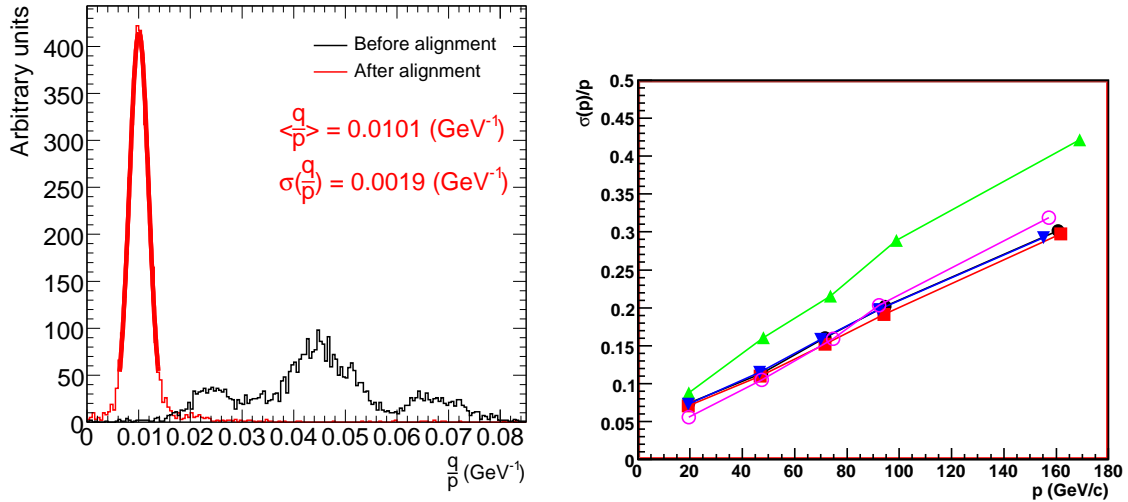 Arbitrary units
400
350
300
250
200
150
100
50
0
Before alignment
After alignment
<q/p> = 0.0101 (GeV⁻¹)
σ(q/p) = 0.0019 (GeV⁻¹)
0 0.01 0.02 0.03 0.04 0.05 0.06 0.07 0.08
q/p (GeV⁻¹)
σ(p)/p
0.5
0.45
0.4
0.35
0.3
0.25
0.2
0.15
0.1
0.05
0
0 20 40 60 80 100 120 140 160 180
p (GeV/c)